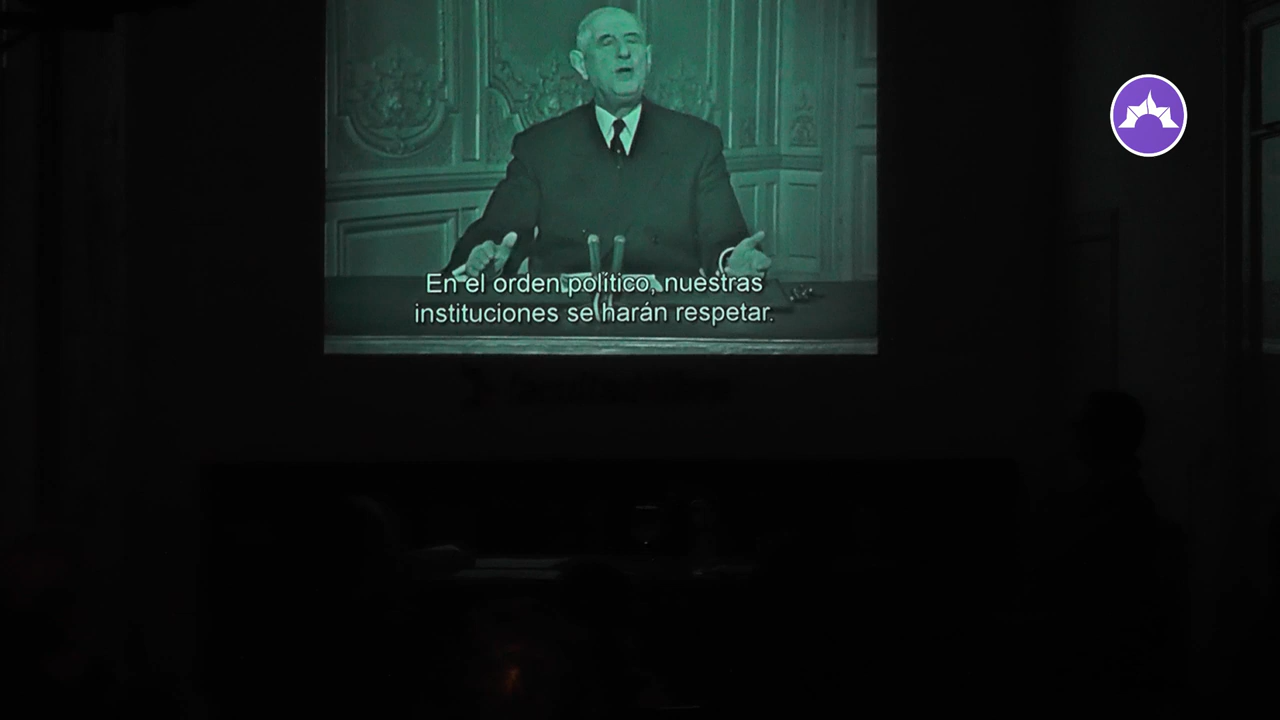 En el orden político, nuestras
instituciones se harán respetar.